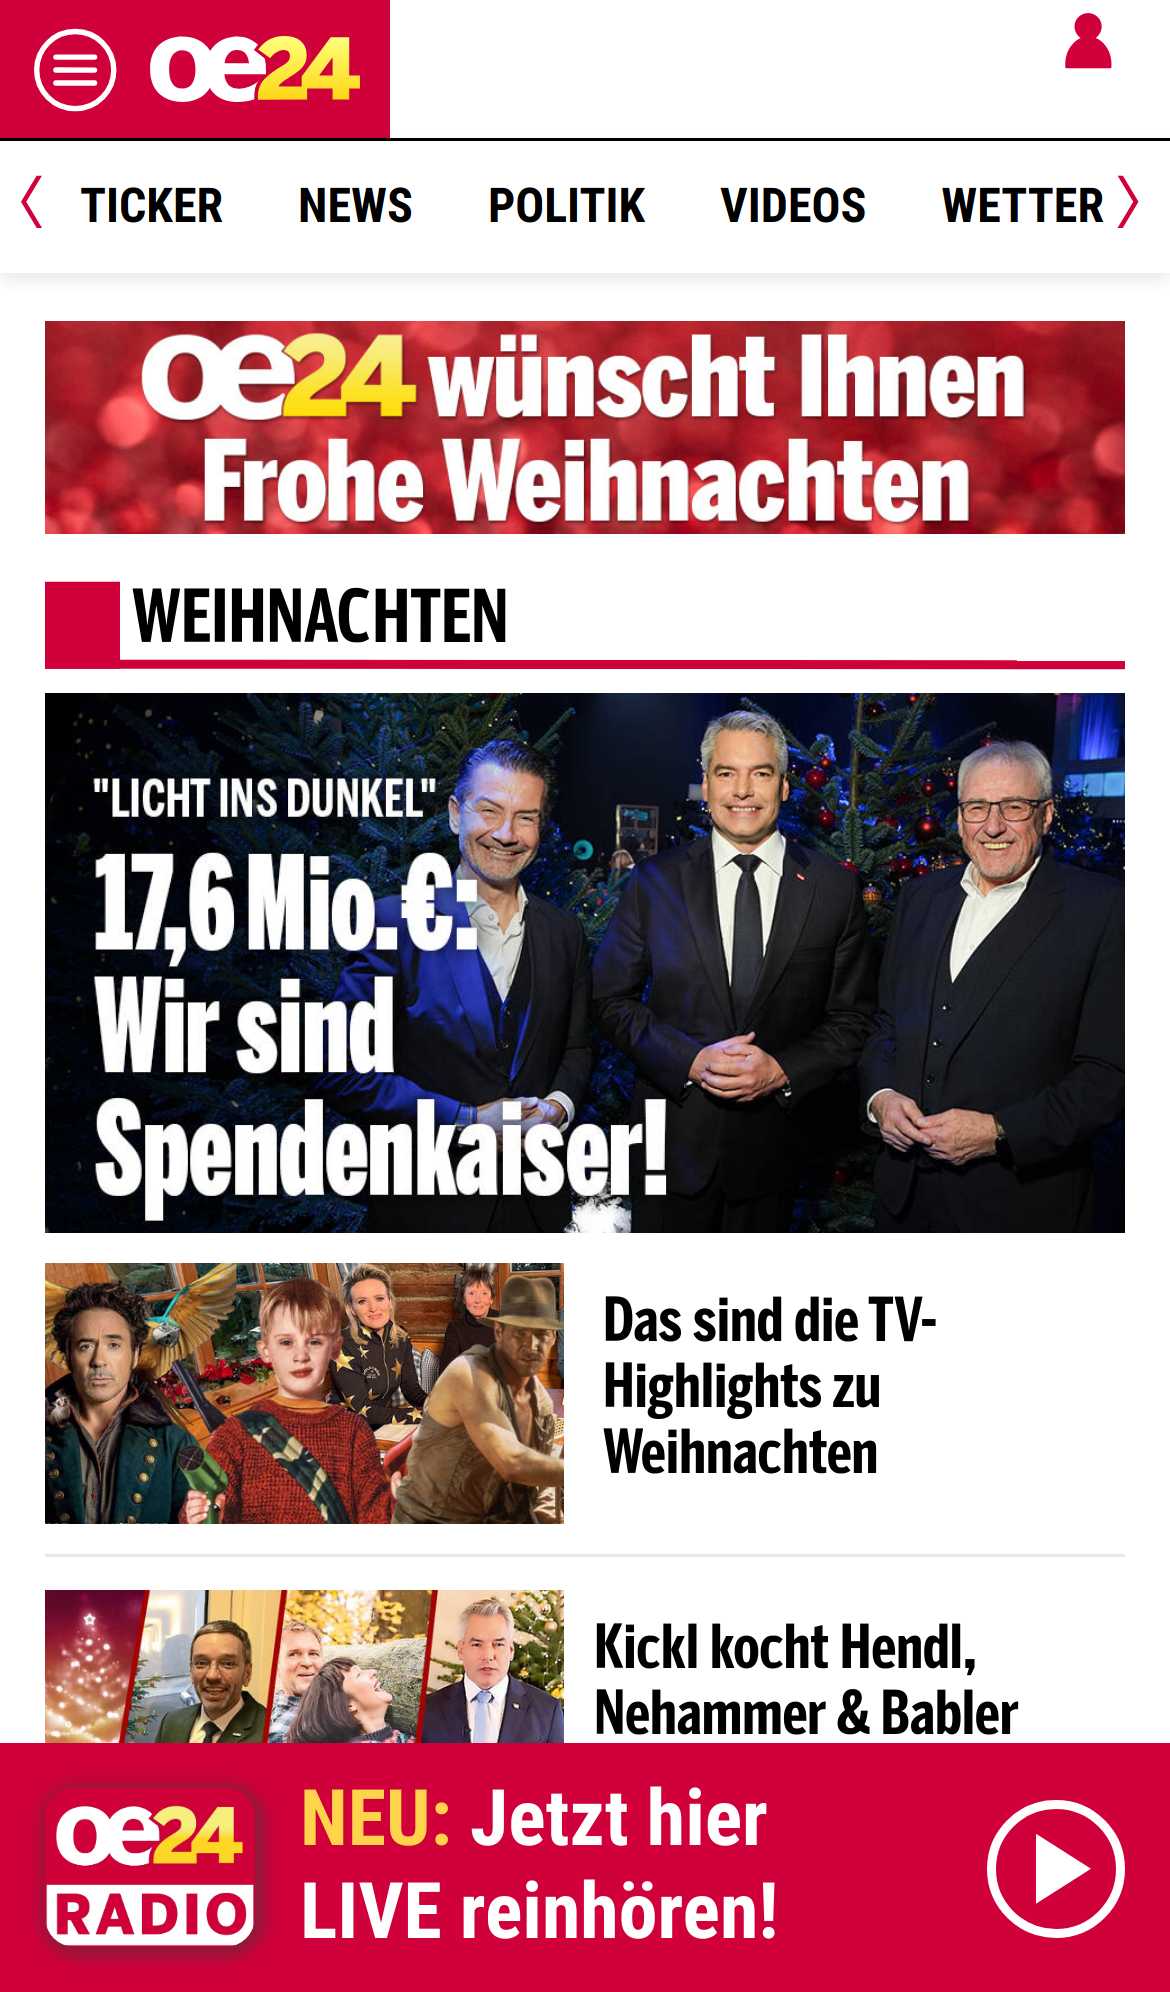 oe24
TICKER NEWS POLITIK VIDEOS WETTER
oe24 wünscht Ihnen
Frohe Weihnachten
WEIHNACHTEN
"LICHT INS DUNKEL"
17,6 Mio. €:
Wir sind
Spendenkaiser!
Das sind die TV-
Highlights zu
Weihnachten
Kickl kocht Hendl,
Nehammer & Babler
oe24
RADIO
NEU: Jetzt hier
LIVE reinhören!